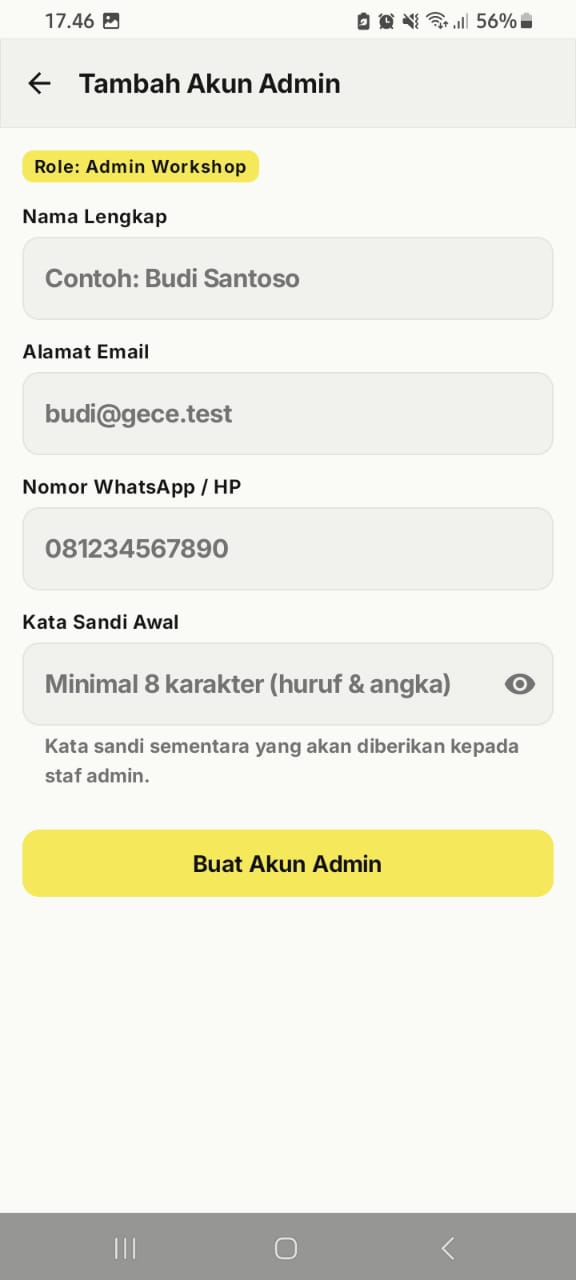 17.46
56%
Tambah Akun Admin
Role: Admin Workshop
Nama Lengkap
Contoh: Budi Santoso
Alamat Email
budi@gece.test
Nomor WhatsApp / HP
081234567890
Kata Sandi Awal
Minimal 8 karakter (huruf & angka)
Kata sandi sementara yang akan diberikan kepada
staf admin.
Buat Akun Admin